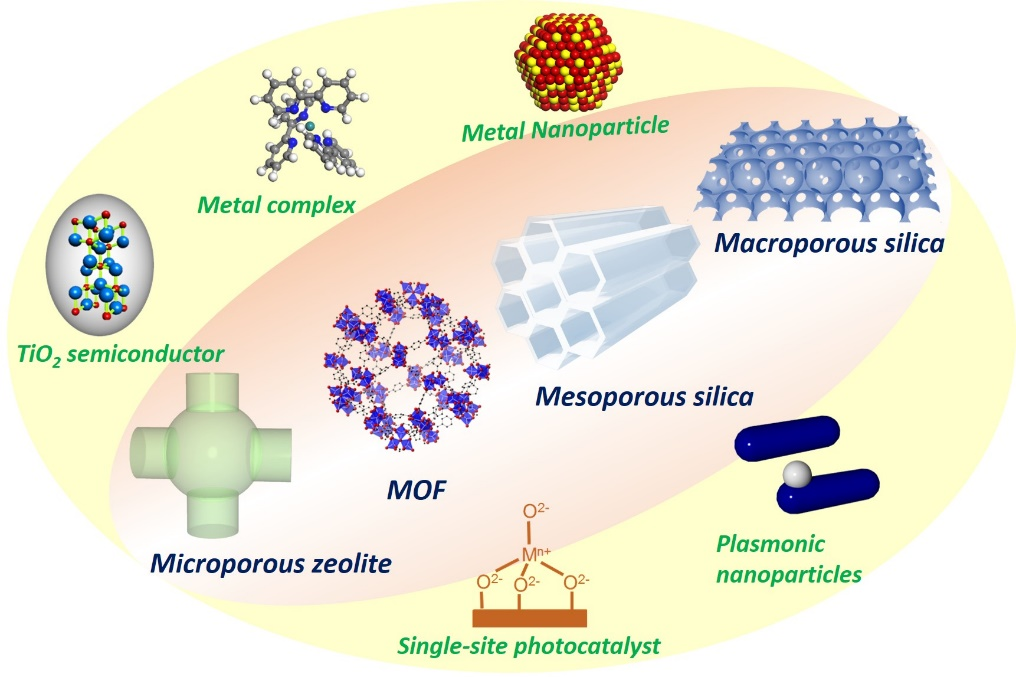 Metal Nanoparticle
Metal complex
Macroporous silica
TiO₂ semiconductor
Mesoporous silica
MOF
Microporous zeolite
O²⁻
Mⁿ⁺
O²⁻ O²⁻ O²⁻
Plasmonic
nanoparticles
Single-site photocatalyst